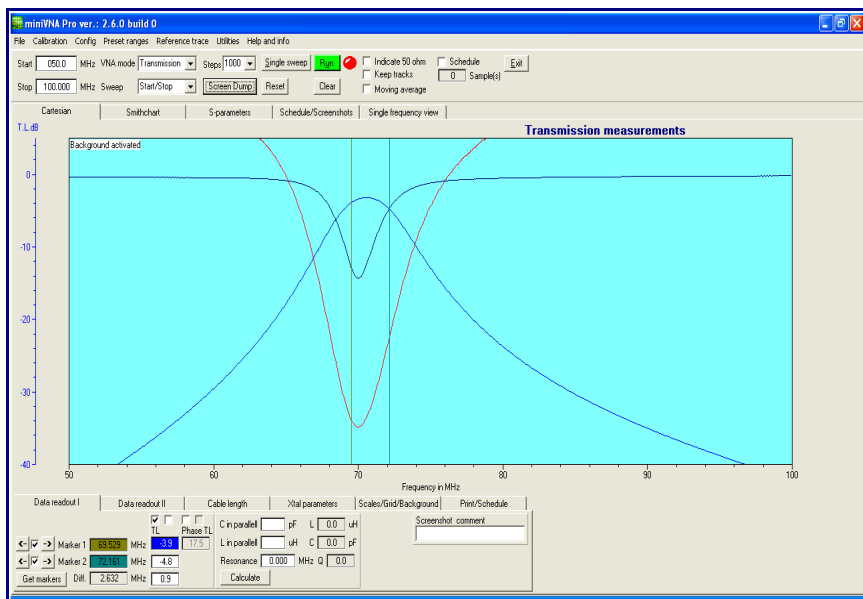 miniVNA Pro ver.: 2.6.0 build 0
File Calibration Config Preset ranges Reference trace Utilities Help and info
Start 050.0 MHz VNA mode Transmission Steps 1000 Single sweep Run Indicate 50 ohm Schedule Exit
Keep tracks 0 Sample(s)
Stop 100.000 MHz Sweep Start/Stop Screen Dump Reset Clear Moving average
Cartesian Smithchart S-parameters Schedule/Screenshots Single frequency view
T.L.dB Transmission measurements
Background activated
0
-10
-20
-30
-40
50 60 70 80 90 100
Frequency in MHz
Data readout I Data readout II Cable length Xtal parameters Scales/Grid/Background Print/Schedule
TL Phase TL C in parallell pF L 0.0 uH Screenshot comment
<-- --> Marker 1 69.529 MHz -3.9 17.5 L in parallell uH C 0.0 pF
<-- --> Marker 2 72.161 MHz -4.8 Resonance 0.000 MHz Q 0.0
Get markers Diff. 2.632 MHz 0.9 Calculate